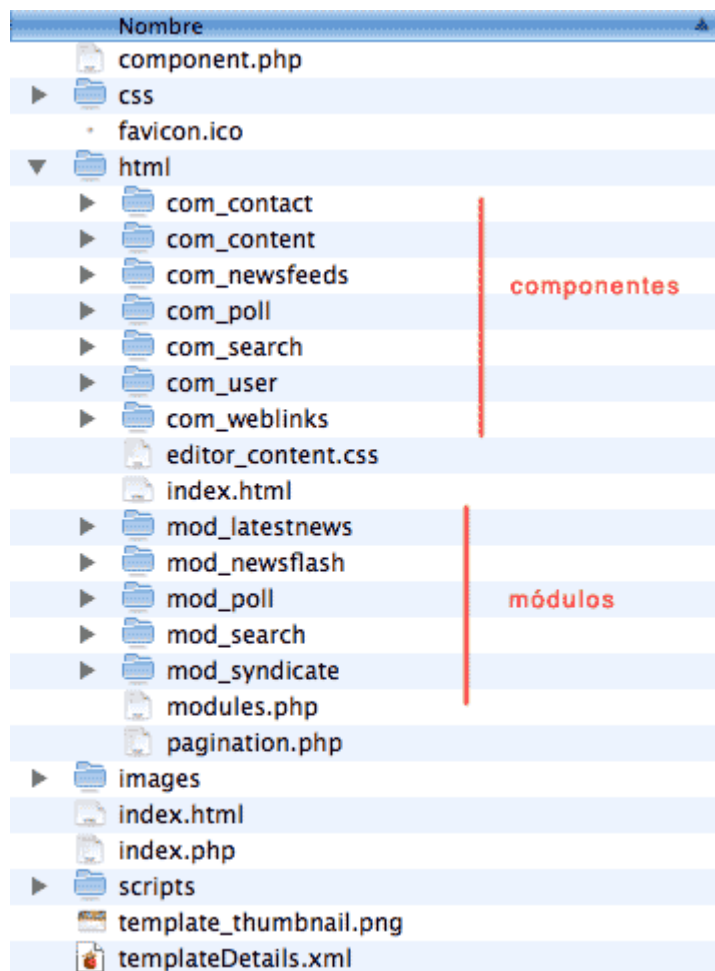 Nombre
component.php
css
favicon.ico
html
com_contact
com_content
com_newsfeeds
componentes
com_poll
com_search
com_user
com_weblinks
editor_content.css
index.html
mod_latestnews
mod_newsflash
mod_poll
módulos
mod_search
mod_syndicate
modules.php
pagination.php
images
index.html
index.php
scripts
template_thumbnail.png
templateDetails.xml